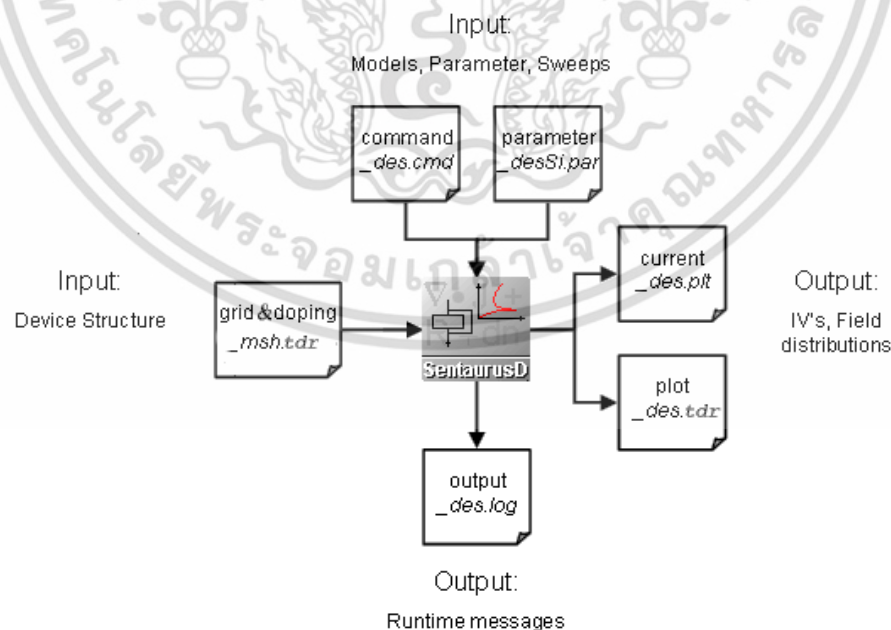 Input:
Models, Parameter, Sweeps
command
_des.cmd
parameter
_desSi.par
Input:
Device Structure
grid&doping
_msh.tdr
SentaurusD
current
_des.plt
plot
_des.tdr
Output:
IV's, Field
distributions
output
_des.log
Output:
Runtime messages